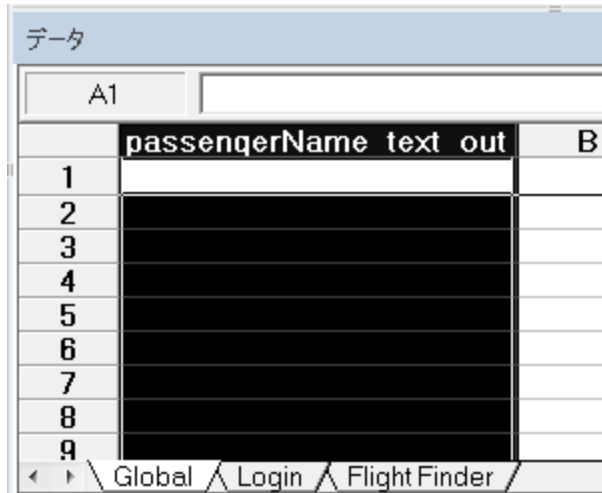 データ
A1
passengerName_text_out B
1
2
3
4
5
6
7
8
9
Global Login Flight Finder